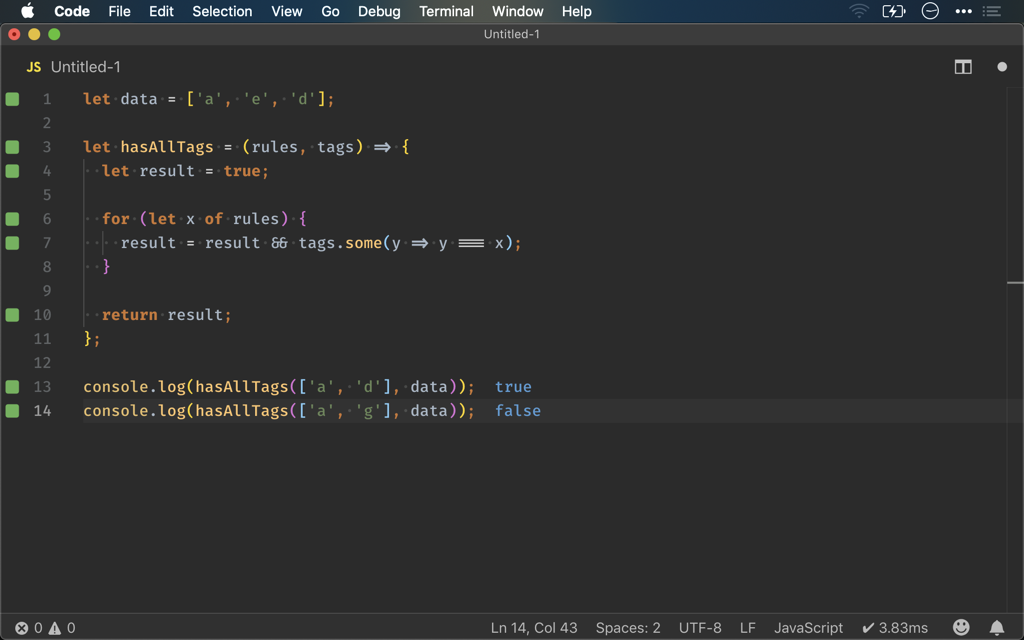 Code File Edit Selection View Go Debug Terminal Window Help
Untitled-1
JS Untitled-1
1 let data = ['a', 'e', 'd'];
2
3 let hasAllTags = (rules, tags) => {
4 let result = true;
5
6 for (let x of rules) {
7 result = result && tags.some(y => y === x);
8 }
9
10 return result;
11 };
12
13 console.log(hasAllTags(['a', 'd'], data)); true
14 console.log(hasAllTags(['a', 'g'], data)); false
0 0 Ln 14, Col 43 Spaces: 2 UTF-8 LF JavaScript ✔ 3.83ms